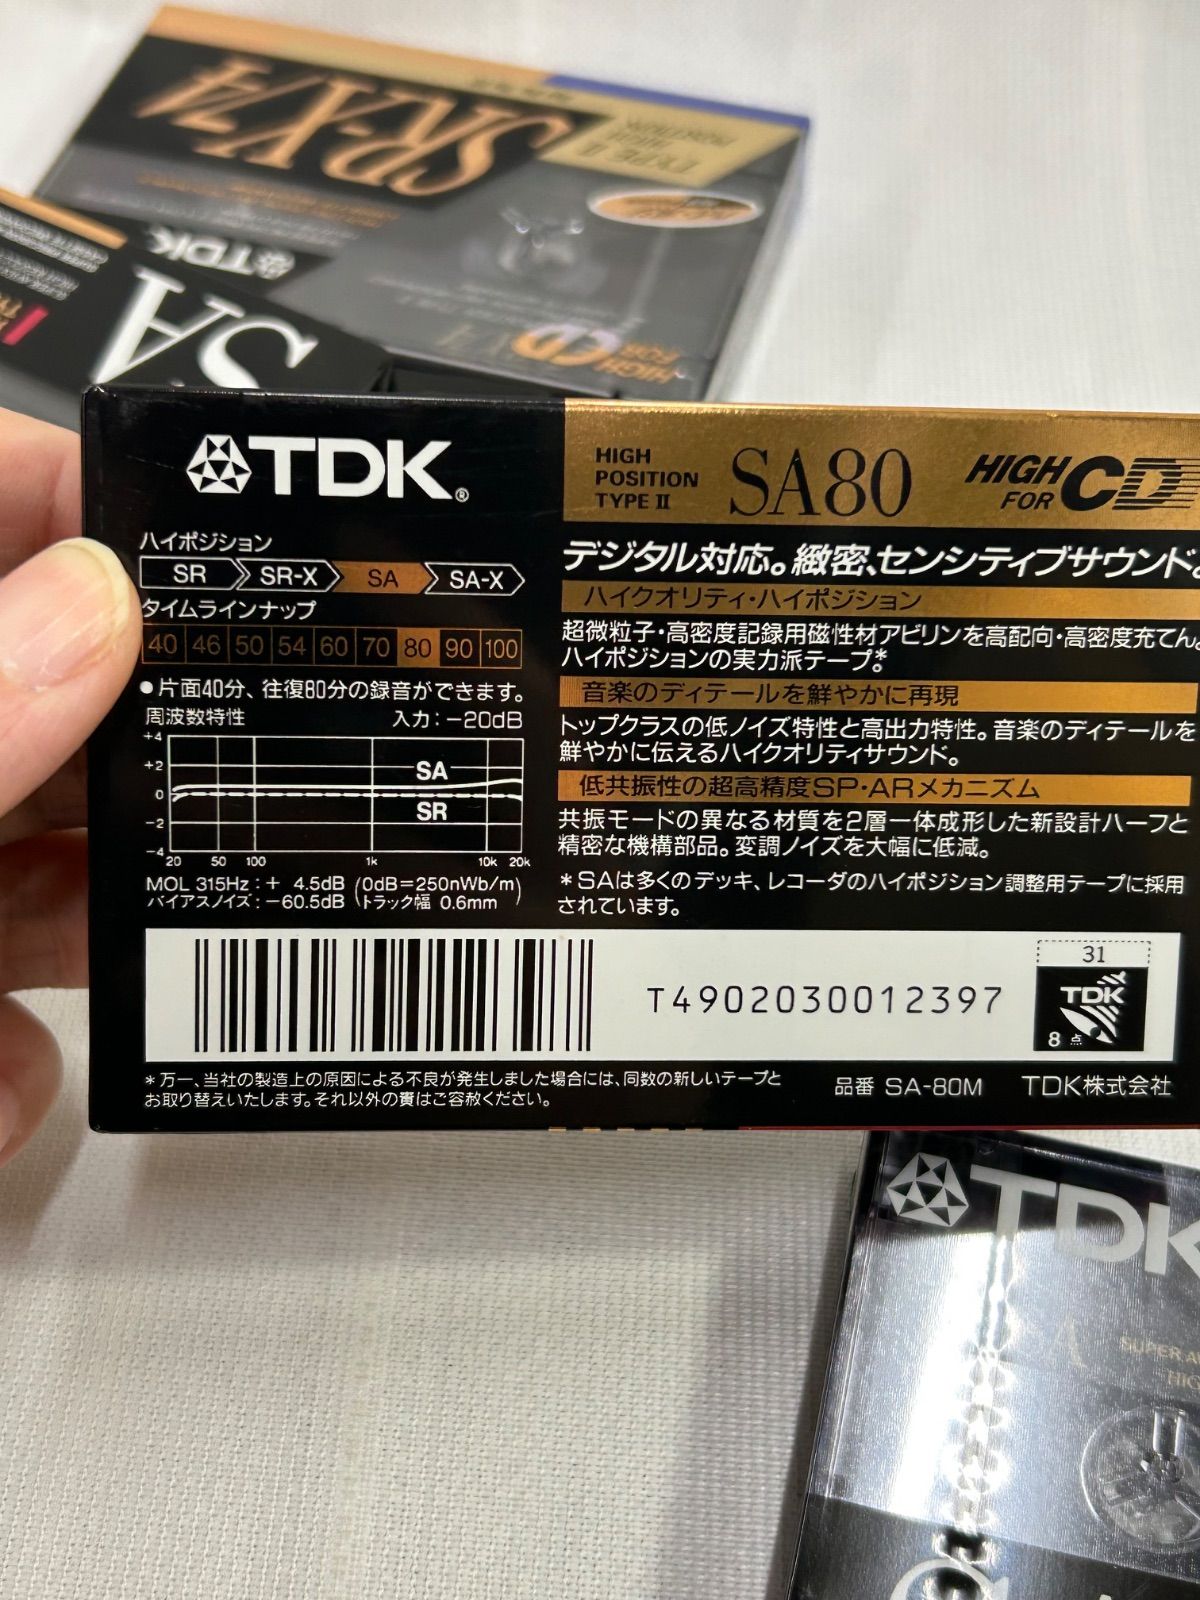 SR-X74
TYPE II
HIGH
POSITION
TDK
HIGH
FOR
CD
SA
TDK®
HIGH
POSITION
TYPE II
SA80
HIGH
FOR
CD
ハイポジション
SR
SR-X
SA
SA-X
タイムラインナップ
40 46 50 54 60 70 80 90 100
●片面40分、往復80分の録音ができます。
周波数特性 入力：−20dB
+4
+2
0
−2
−4
SA
SR
20 50 100 1k 10k 20k
MOL 315Hz：+ 4.5dB (0dB=250nWb/m
バイアスノイズ：−60.5dB トラック幅 0.6mm)
デジタル対応。緻密、センシティブサウンド。
ハイクオリティ・ハイポジション
超微粒子・高密度記録用磁性材アビリンを高配向・高密度充てん。
ハイポジションの実力派テープ*。
音楽のディテールを鮮やかに再現
トップクラスの低ノイズ特性と高出力特性。音楽のディテールを
鮮やかに伝えるハイクオリティサウンド。
低共振性の超高精度SP・ARメカニズム
共振モードの異なる材質を2層一体成形した新設計ハーフと
精密な機構部品。変調ノイズを大幅に低減。
*SAは多くのデッキ、レコーダのハイポジション調整用テープに採用
されています。
T4902030012397
31
TDK
8点
*万一、当社の製造上の原因による不良が発生しました場合には、同数の新しいテープと
お取り替えいたします。それ以外の責はご容赦ください。
品番 SA-80M TDK株式会社
TDK